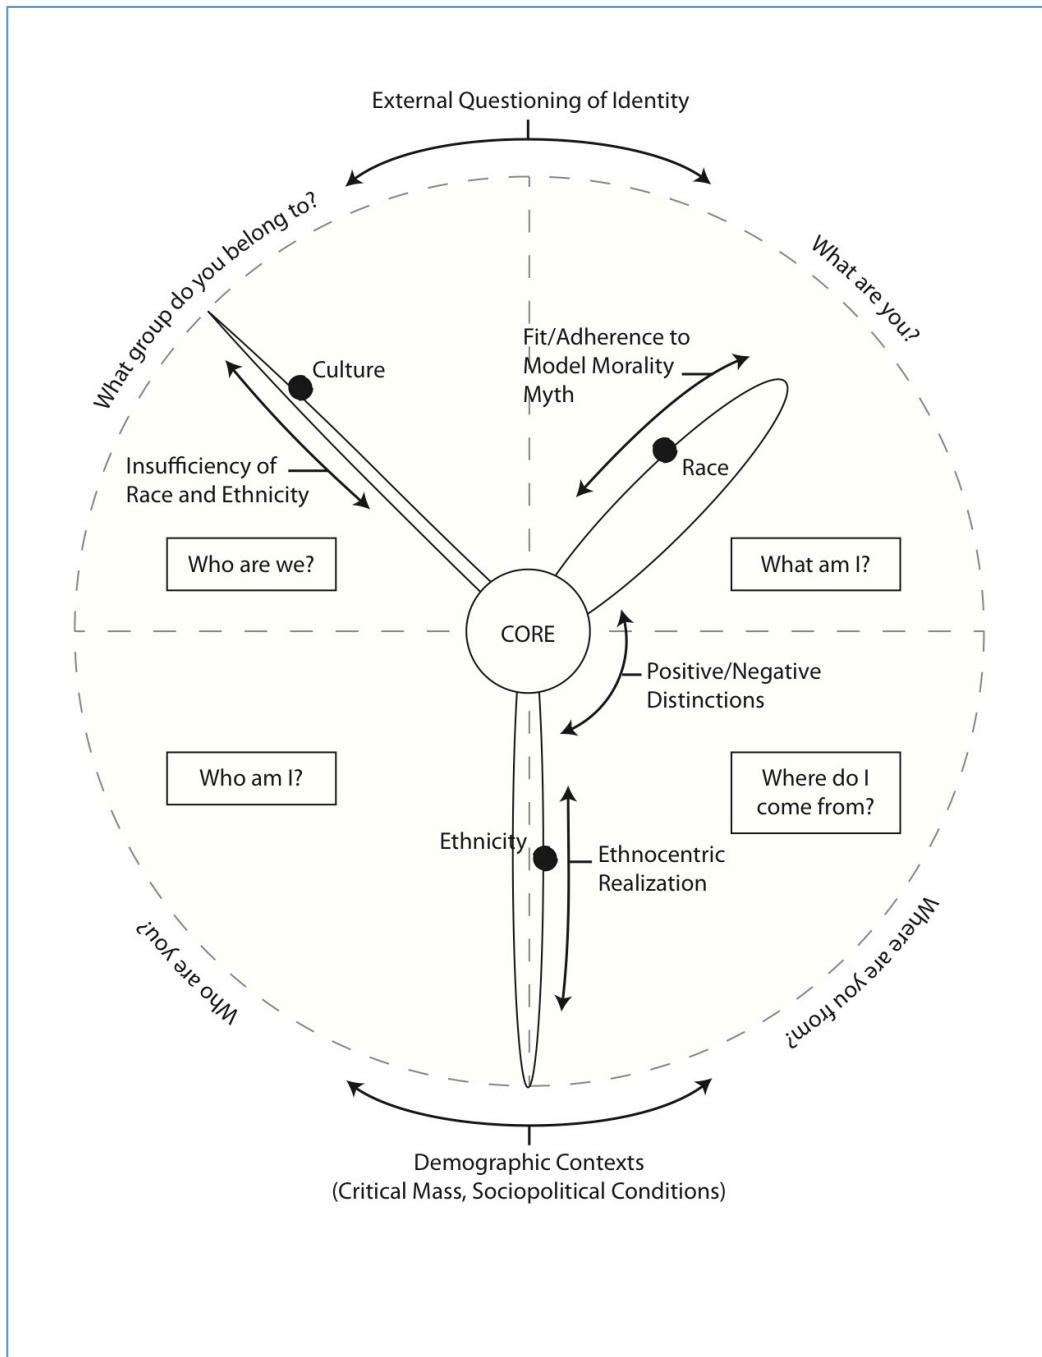 External Questioning of Identity
What group do you belong to?
What are you?
Fit/Adherence to
Model Morality
Myth
Culture
Race
Insufficiency of
Race and Ethnicity
Who are we?
What am I?
CORE
Positive/Negative
Distinctions
Who am I?
Where do I
come from?
Ethnicity
Ethnocentric
Realization
Who are you?
Where are you from?
Demographic Contexts
(Critical Mass, Sociopolitical Conditions)